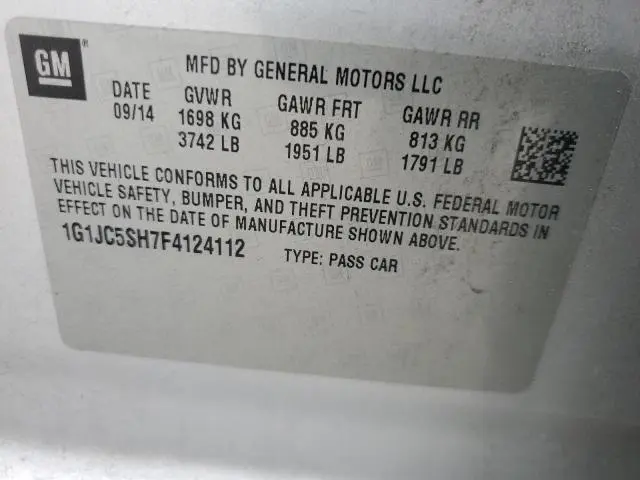 GM ®
MFD BY GENERAL MOTORS LLC
DATE GVWR GAWR FRT GAWR RR
09/14 1698 KG 885 KG 813 KG
3742 LB 1951 LB 1791 LB
THIS VEHICLE CONFORMS TO ALL APPLICABLE U.S. FEDERAL MOTOR
VEHICLE SAFETY, BUMPER, AND THEFT PREVENTION STANDARDS IN
EFFECT ON THE DATE OF MANUFACTURE SHOWN ABOVE.
1G1JC5SH7F4124112 TYPE: PASS CAR